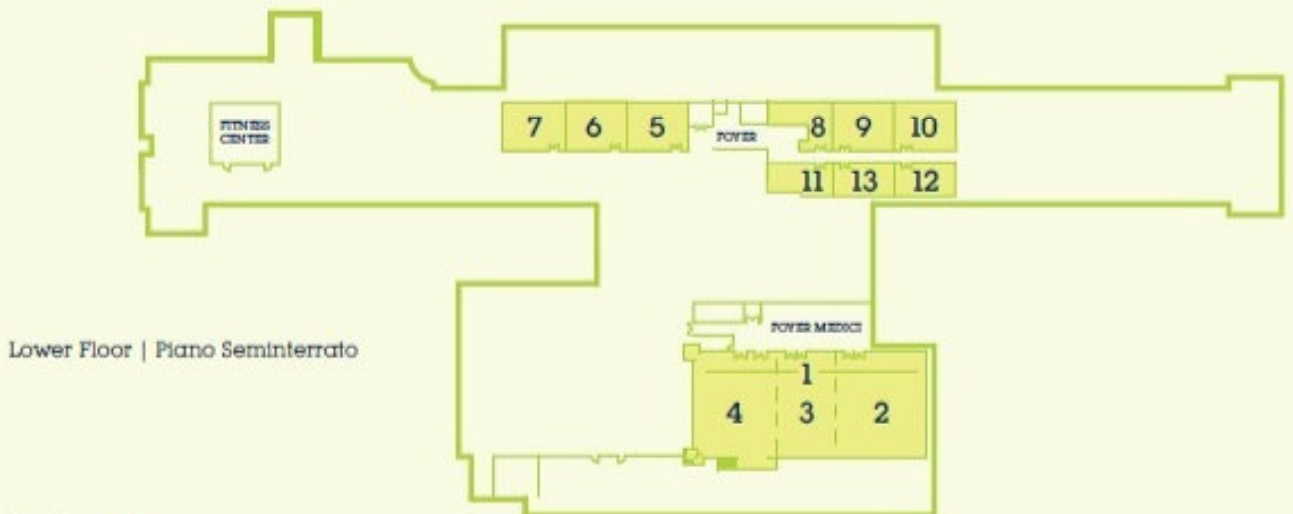 FITNESS
CENTER
7
6
5
FOYER
8
9
10
11
13
12
FOYER MEDICI
Lower Floor | Piano Seminterrato
1
4
3
2